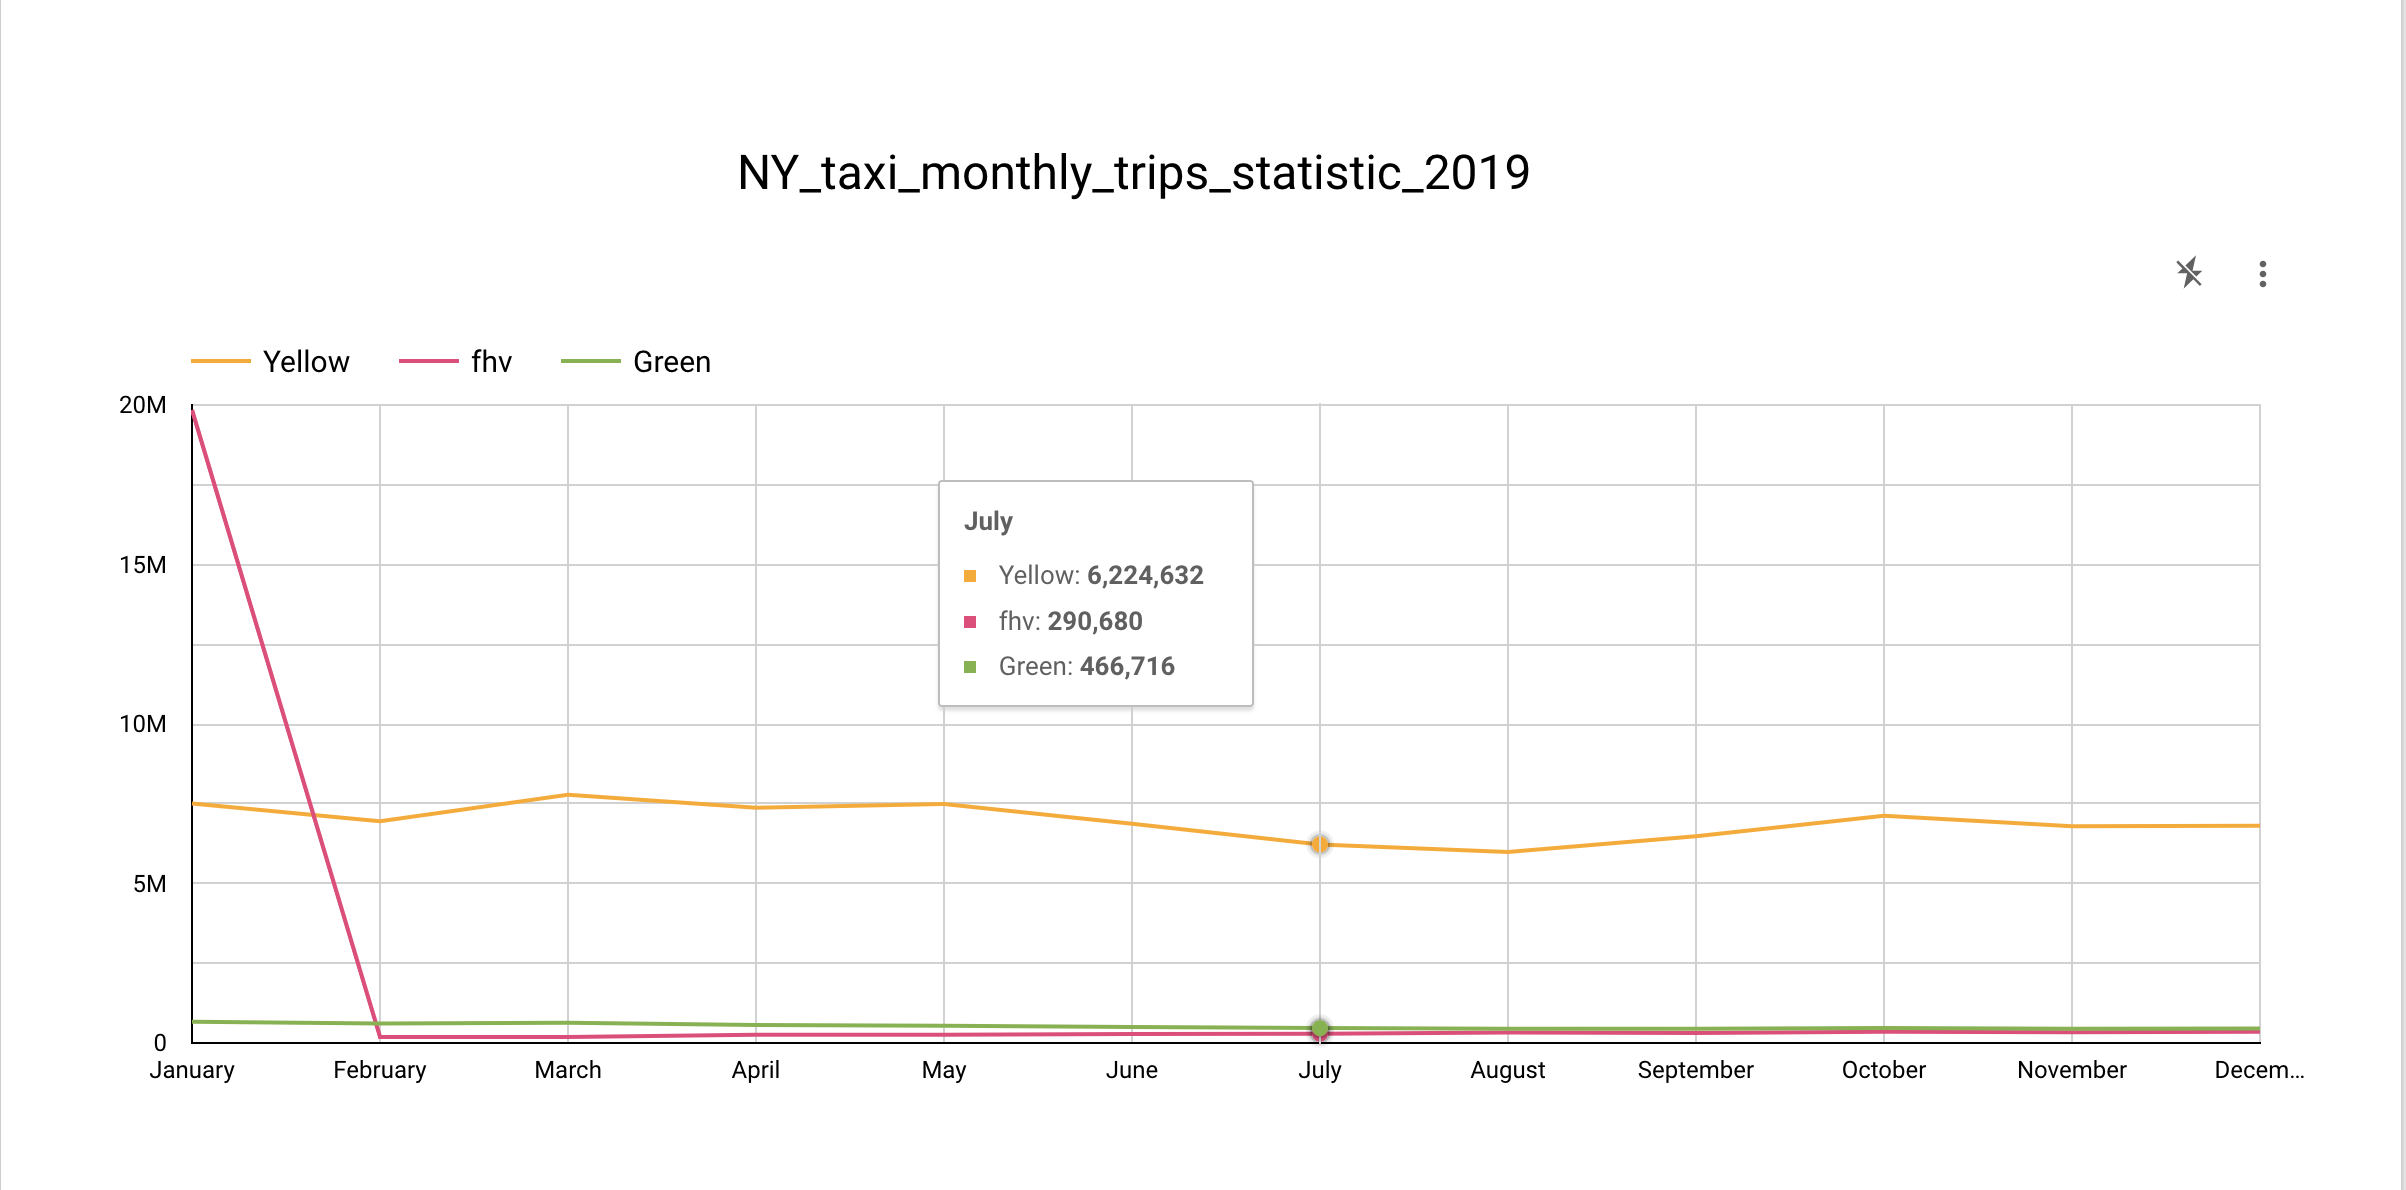 NY_taxi_monthly_trips_statistic_2019
Yellow fhv Green
20M
15M
10M
5M
0
July
Yellow: 6,224,632
fhv: 290,680
Green: 466,716
January February March April May June July August September October November Decem...